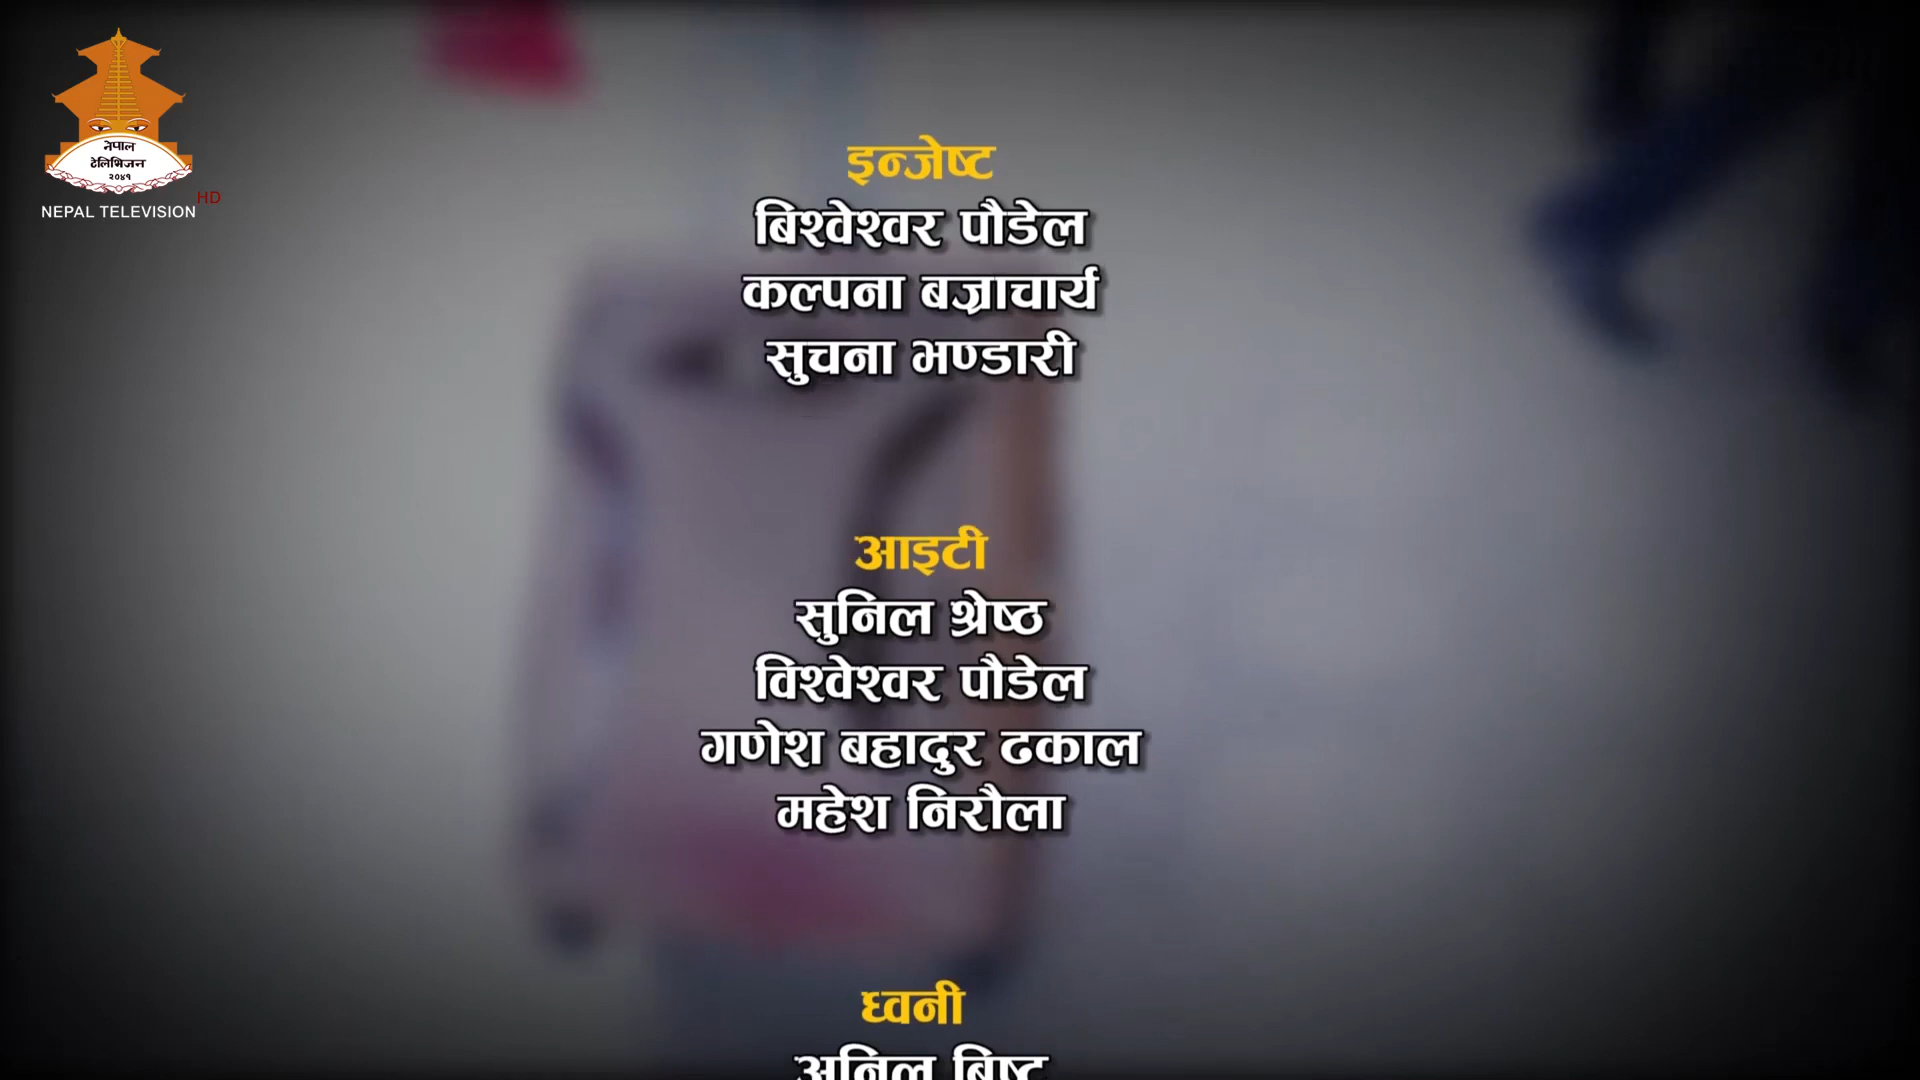 नेपाल
टेलिभिजन
२०४१
HD
NEPAL TELEVISION
इन्जेष्ट
बिश्वेश्वर पौडेल
कल्पना बज्राचार्य
सुचना भण्डारी
आइटी
सुनिल श्रेष्ठ
विश्वेश्वर पौडेल
गणेश बहादुर ढकाल
महेश निरौला
ध्वनी
अनिल बिष्ट